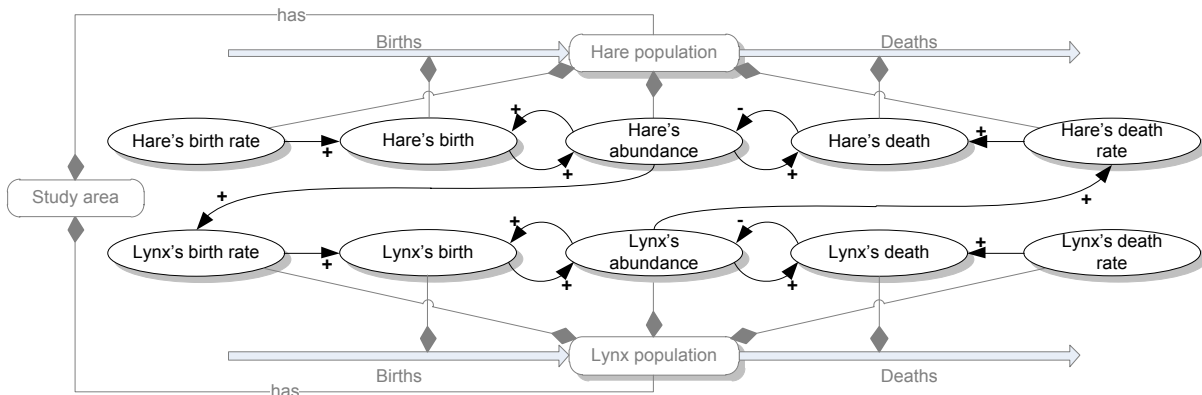 has
Births
Hare population
Deaths
+
-
Hare's birth rate
+
Hare's birth
+
Hare's
abundance
+
Hare's death
+
Hare's death
rate
Study area
+
+
+
-
Lynx's birth rate
+
Lynx's birth
+
Lynx's
abundance
+
Lynx's death
+
Lynx's death
rate
Births
Lynx population
Deaths
has